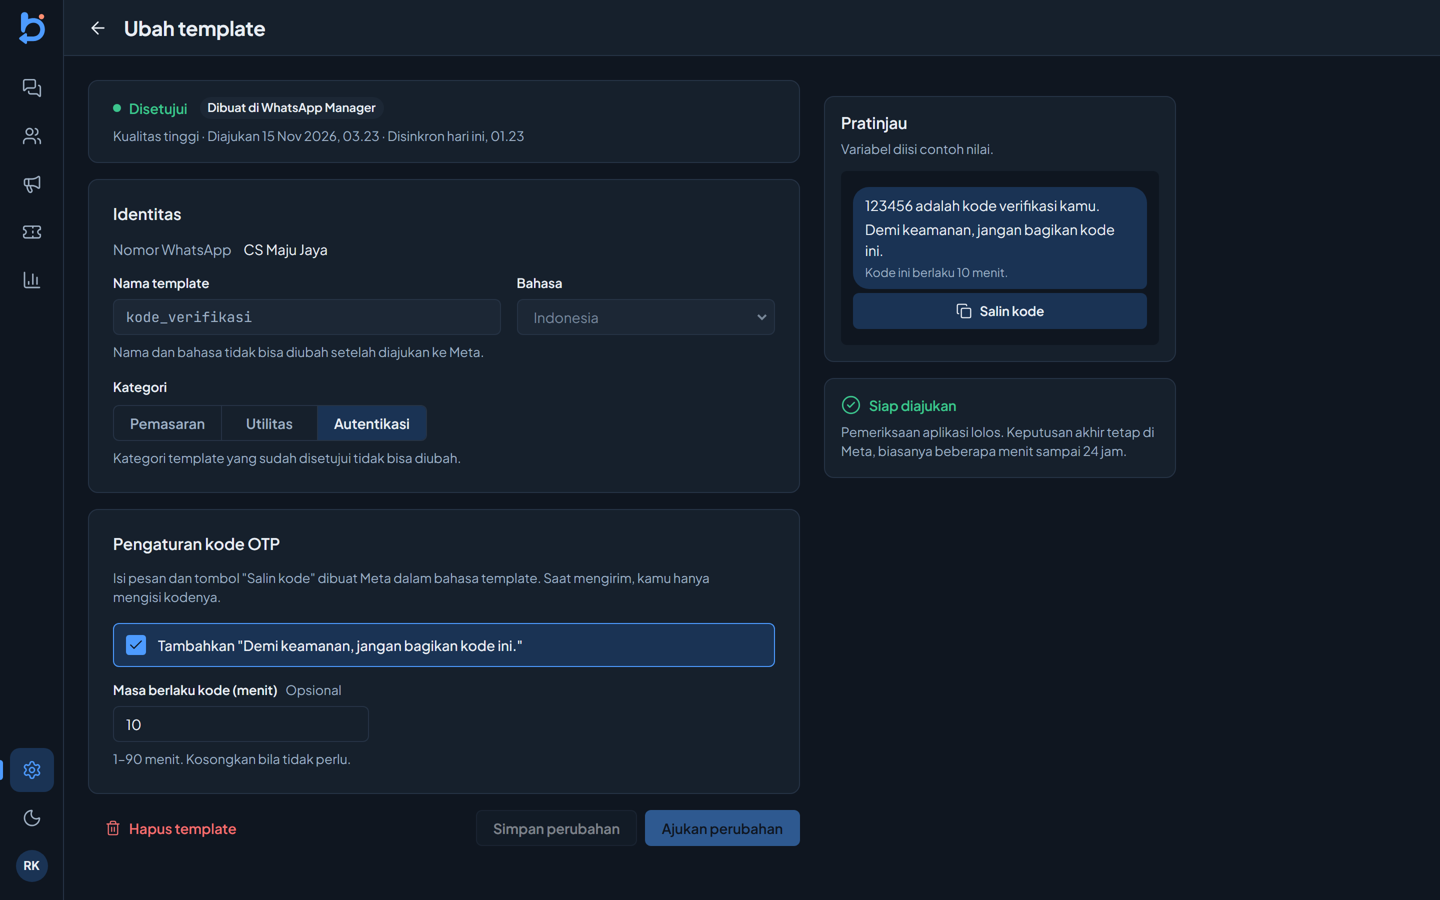 Ubah template
Disetujui
Dibuat di WhatsApp Manager
Kualitas tinggi · Diajukan 15 Nov 2026, 03.23 · Disinkron hari ini, 01.23
Identitas
Nomor WhatsApp CS Maju Jaya
Nama template
kode_verifikasi
Bahasa
Indonesia
Nama dan bahasa tidak bisa diubah setelah diajukan ke Meta.
Kategori
Pemasaran
Utilitas
Autentikasi
Kategori template yang sudah disetujui tidak bisa diubah.
Pengaturan kode OTP
Isi pesan dan tombol "Salin kode" dibuat Meta dalam bahasa template. Saat mengirim, kamu hanya
mengisi kodenya.
Tambahkan "Demi keamanan, jangan bagikan kode ini."
Masa berlaku kode (menit) Opsional
10
1–90 menit. Kosongkan bila tidak perlu.
Hapus template
Simpan perubahan
Ajukan perubahan
Pratinjau
Variabel diisi contoh nilai.
123456 adalah kode verifikasi kamu.
Demi keamanan, jangan bagikan kode
ini.
Kode ini berlaku 10 menit.
Salin kode
Siap diajukan
Pemeriksaan aplikasi lolos. Keputusan akhir tetap di
Meta, biasanya beberapa menit sampai 24 jam.
RK